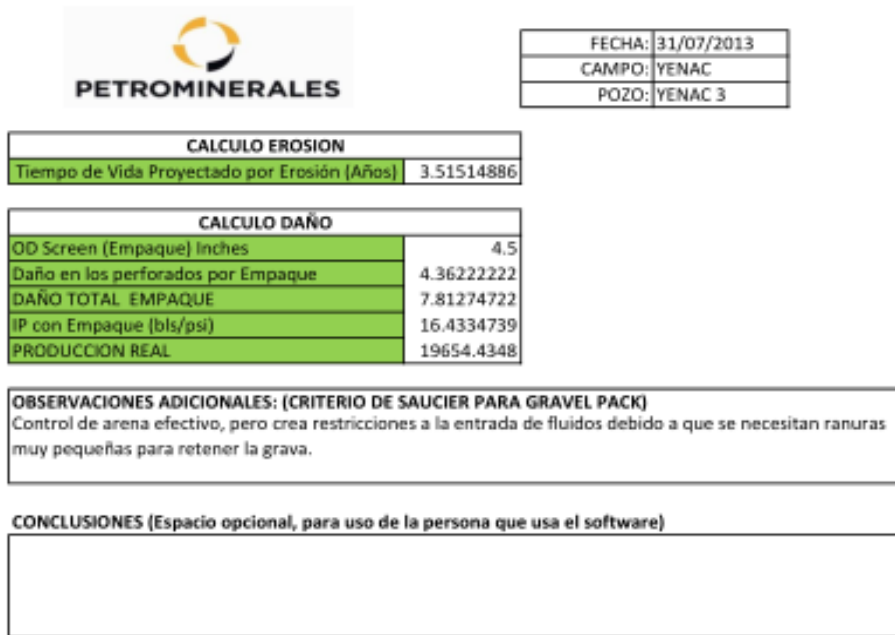 PETROMINERALES
FECHA: 31/07/2013
CAMPO: YENAC
POZO: YENAC 3
CALCULO EROSION
Tiempo de Vida Proyectado por Erosión (Años) 3.51514886
CALCULO DAÑO
OD Screen (Empaque) Inches 4.5
Daño en los perforados por Empaque 4.36222222
DAÑO TOTAL EMPAQUE 7.81274722
IP con Empaque (bls/psi) 16.4334739
PRODUCCION REAL 19654.4348
OBSERVACIONES ADICIONALES: (CRITERIO DE SAUCIER PARA GRAVEL PACK)
Control de arena efectivo, pero crea restricciones a la entrada de fluidos debido a que se necesitan ranuras
muy pequeñas para retener la grava.
CONCLUSIONES (Espacio opcional, para uso de la persona que usa el software)